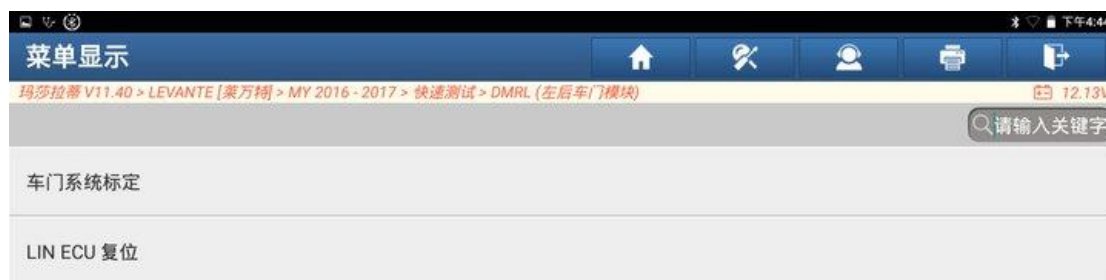 下午4:44
菜单显示
玛莎拉蒂 V11.40 > LEVANTE [莱万特] > MY 2016 - 2017 > 快速测试 > DMRL (左后车门模块) 12.13V
请输入关键字
车门系统标定
LIN ECU 复位